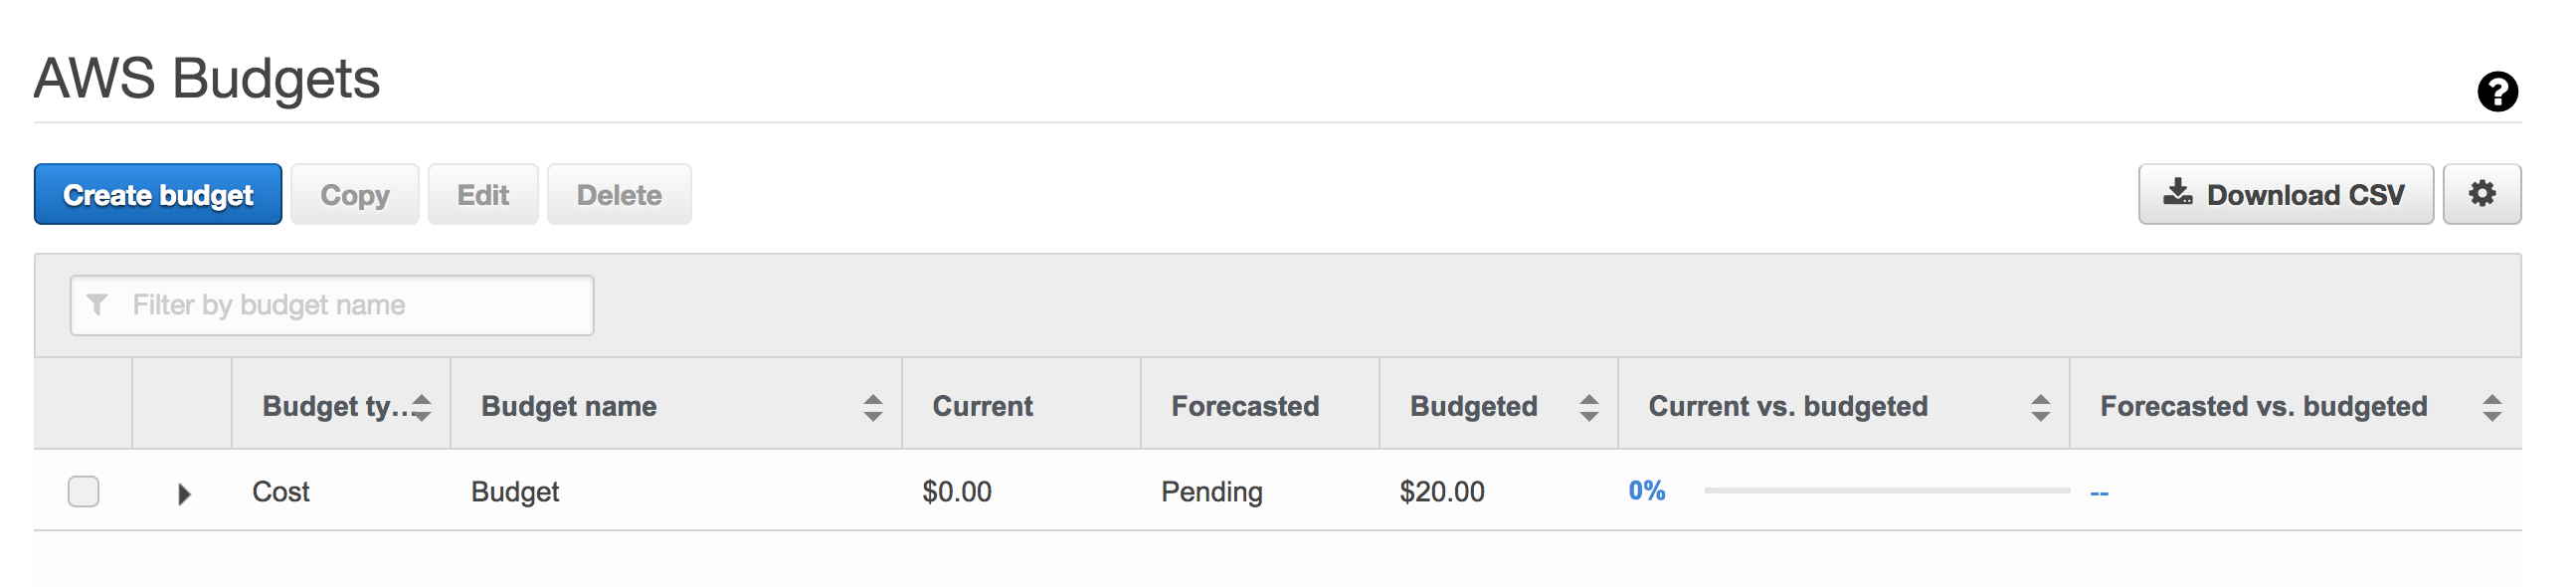 AWS Budgets
Create budget Copy Edit Delete Download CSV
Filter by budget name
Budget ty... Budget name Current Forecasted Budgeted Current vs. budgeted Forecasted vs. budgeted
Cost Budget $0.00 Pending $20.00 0% --